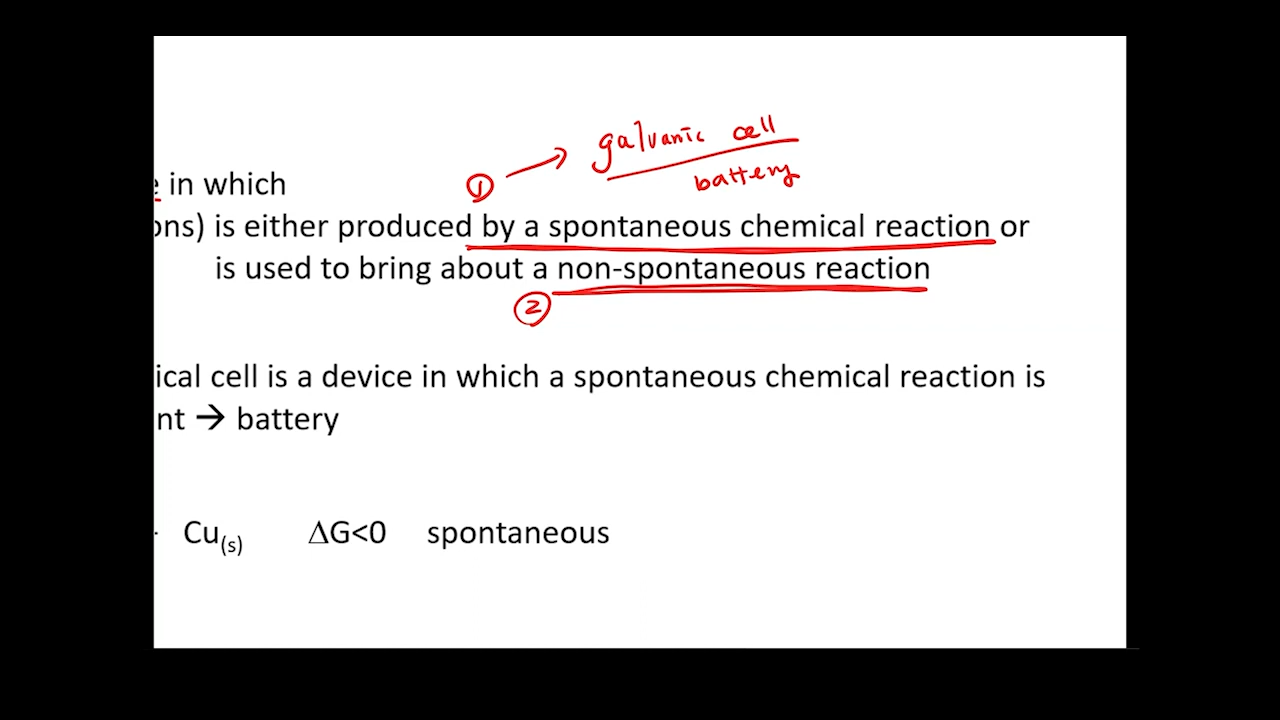 galvanic cell
battery
①
in which
ons) is either produced by a spontaneous chemical reaction or
is used to bring about a non-spontaneous reaction
②
ical cell is a device in which a spontaneous chemical reaction is
nt → battery
Cu(s) ΔG<0 spontaneous